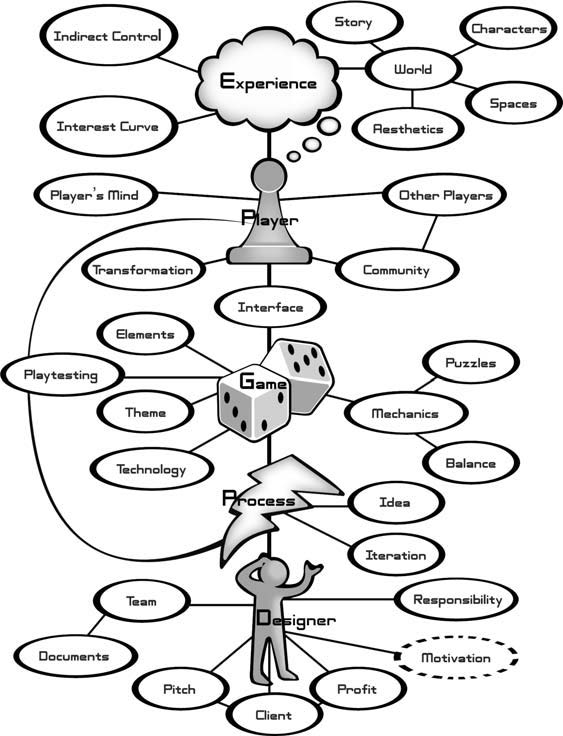 Story
Characters
Indirect Control
World
Experience
Spaces
Interest Curve
Aesthetics
Player's Mind
Other Players
Player
Transformation
Community
Interface
Elements
Puzzles
Playtesting
Game
Theme
Mechanics
Technology
Balance
Process
Idea
Iteration
Team
Responsibility
Designer
Documents
Motivation
Pitch
Profit
Client